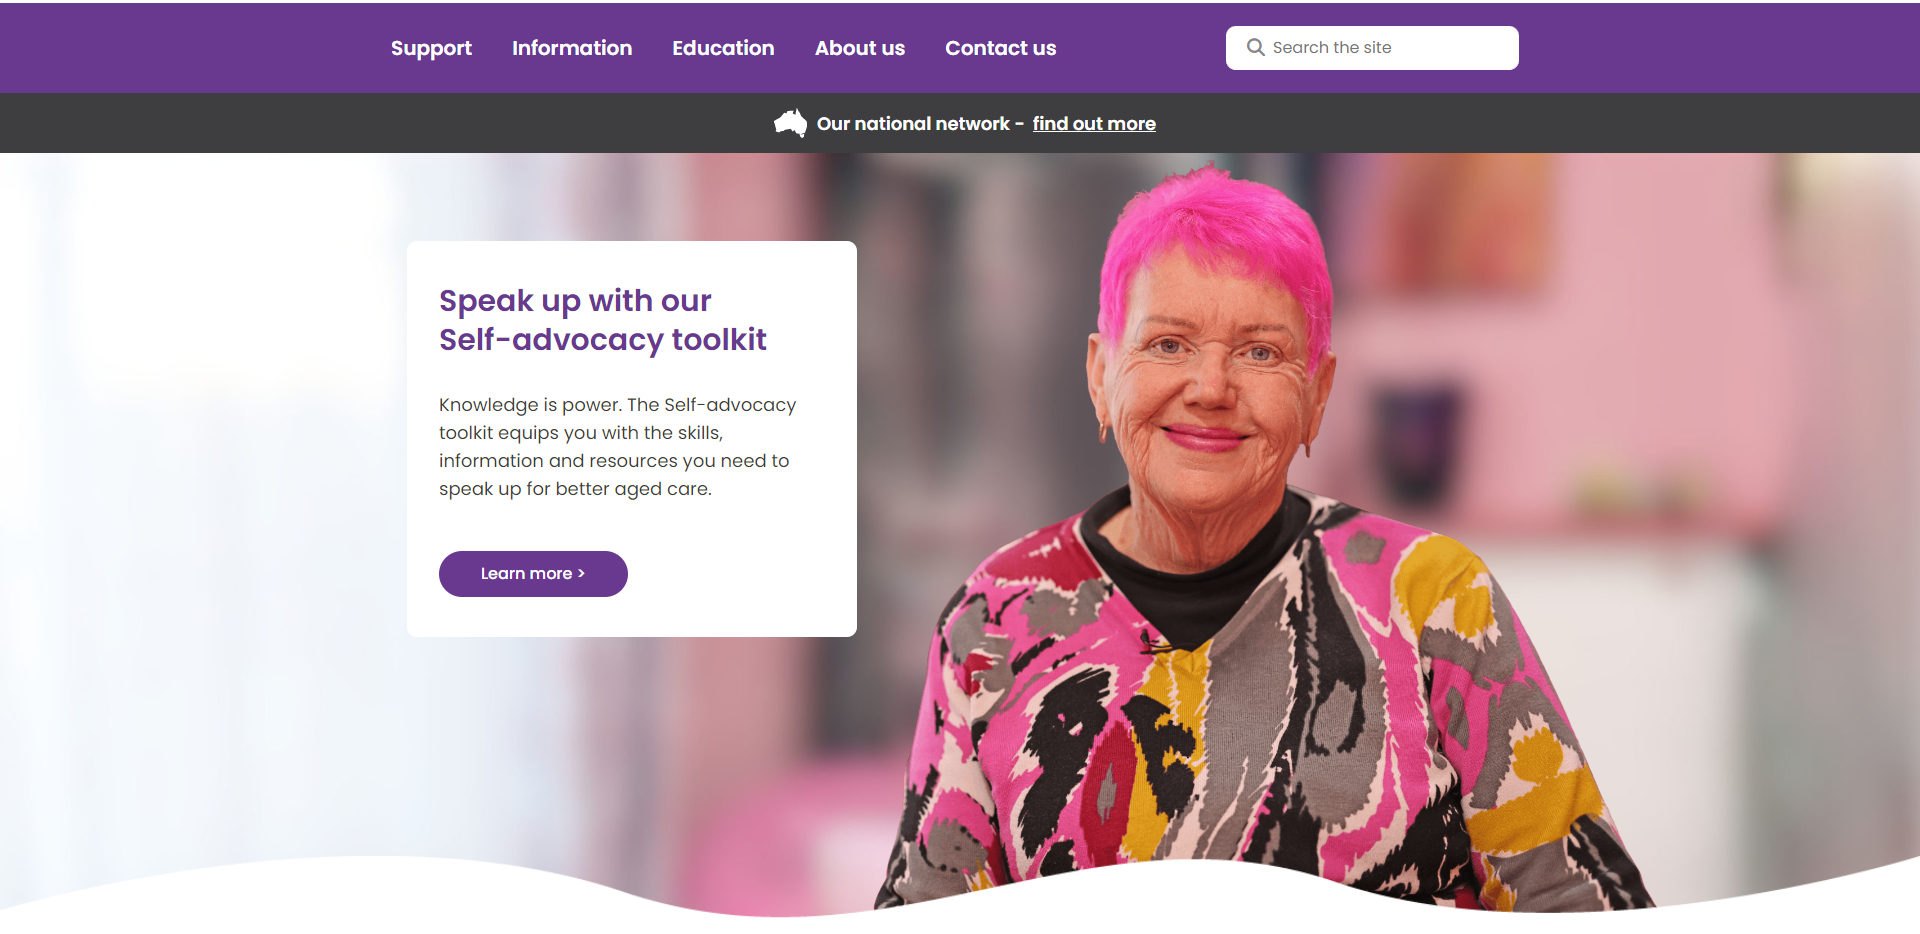 Support Information Education About us Contact us Search the site
Our national network - find out more
Speak up with our
Self-advocacy toolkit
Knowledge is power. The Self-advocacy
toolkit equips you with the skills,
information and resources you need to
speak up for better aged care.
Learn more >